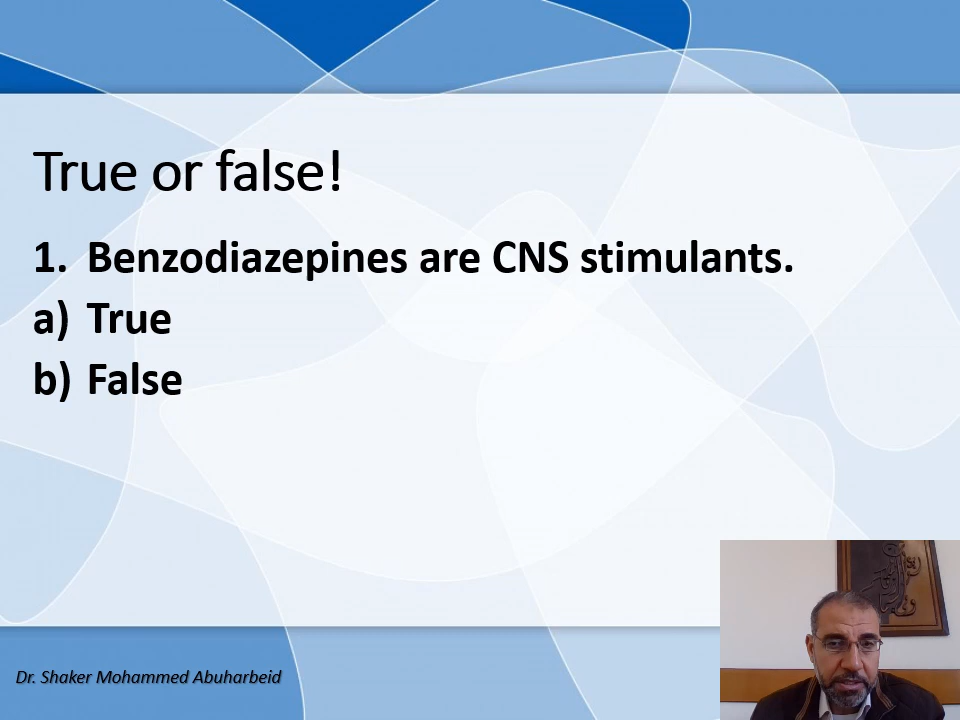 True or false!
1. Benzodiazepines are CNS stimulants.
a) True
b) False
Dr. Shaker Mohammed Abuharbeid